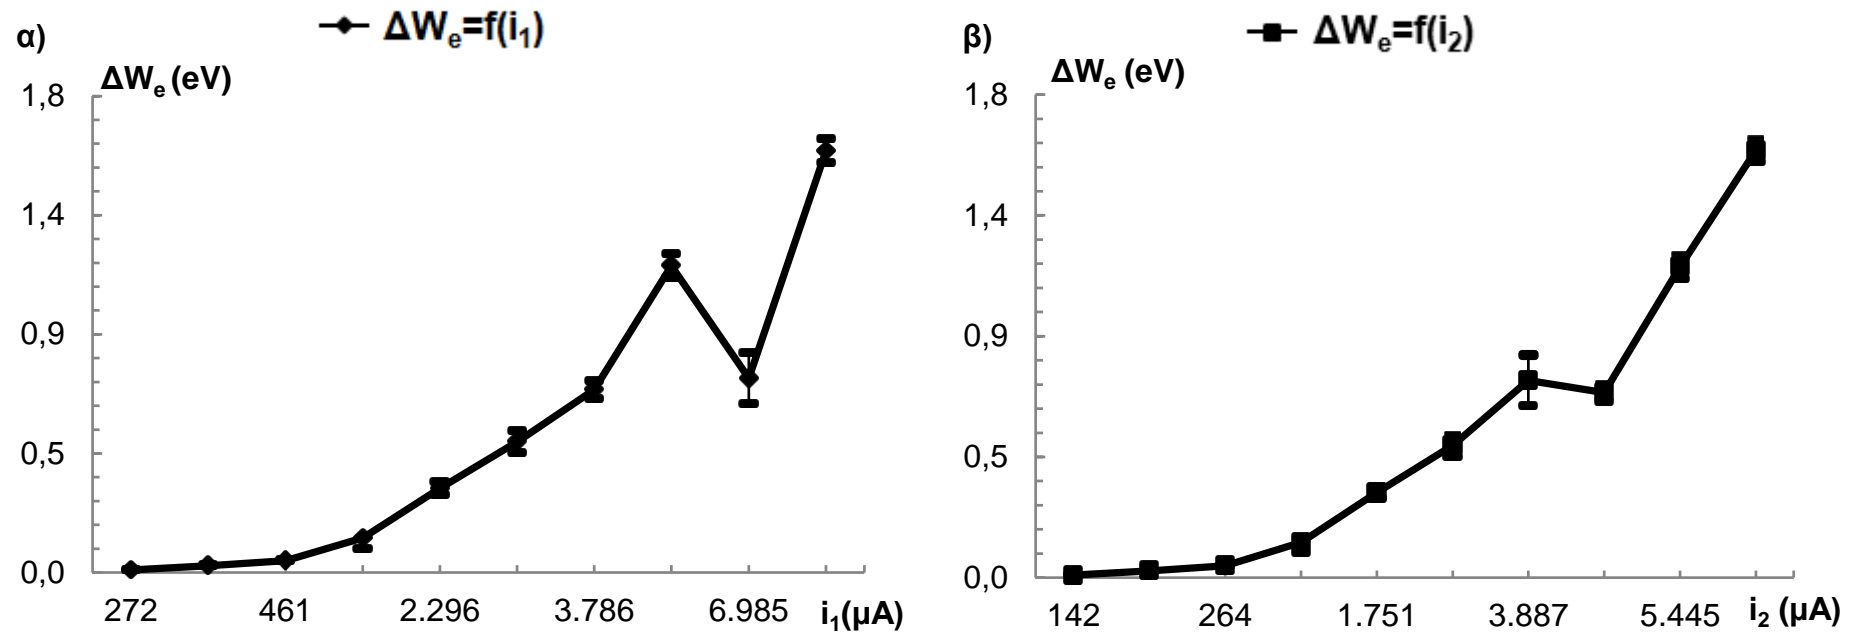 α)
ΔWₑ=f(i₁)
ΔWₑ (eV)
1,8
1,4
0,9
0,5
0,0
272 461 2.296 3.786 6.985 i₁(μA)
β)
ΔWₑ=f(i₂)
ΔWₑ (eV)
1,8
1,4
0,9
0,5
0,0
142 264 1.751 3.887 5.445 i₂ (μA)